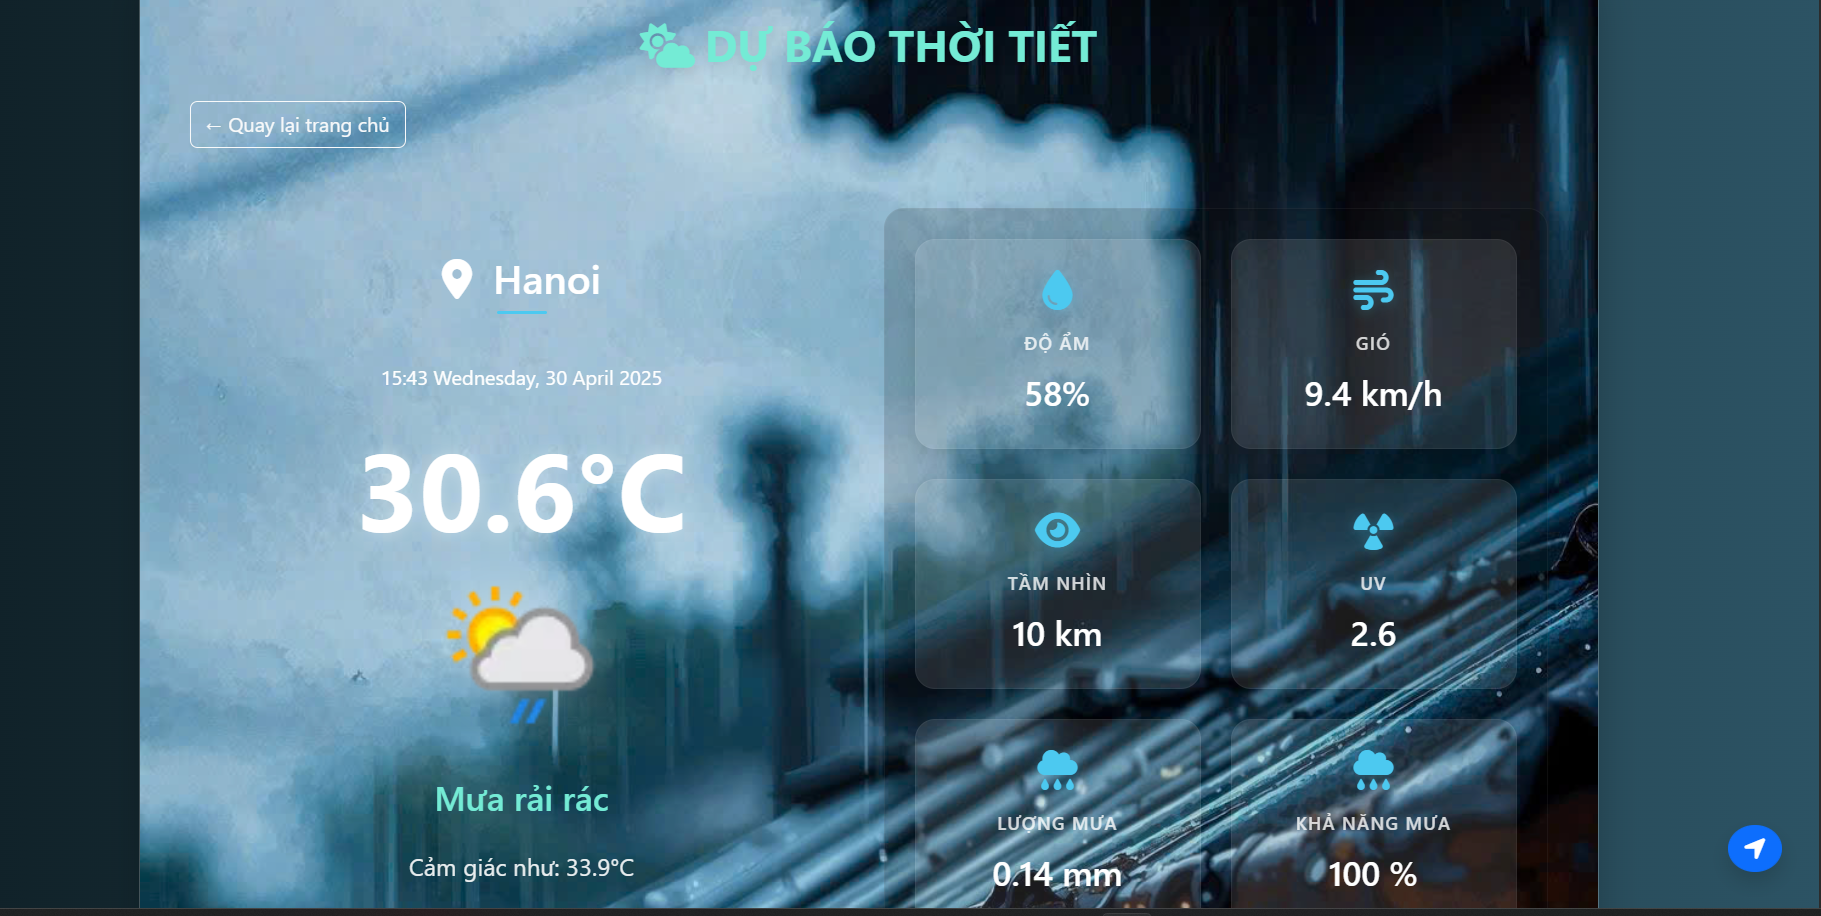 DỰ BÁO THỜI TIẾT
← Quay lại trang chủ
Hanoi
15:43 Wednesday, 30 April 2025
30.6°C
Mưa rải rác
Cảm giác như: 33.9°C
ĐỘ ẨM
58%
GIÓ
9.4 km/h
TẦM NHÌN
10 km
UV
2.6
LƯỢNG MƯA
0.14 mm
KHẢ NĂNG MƯA
100 %